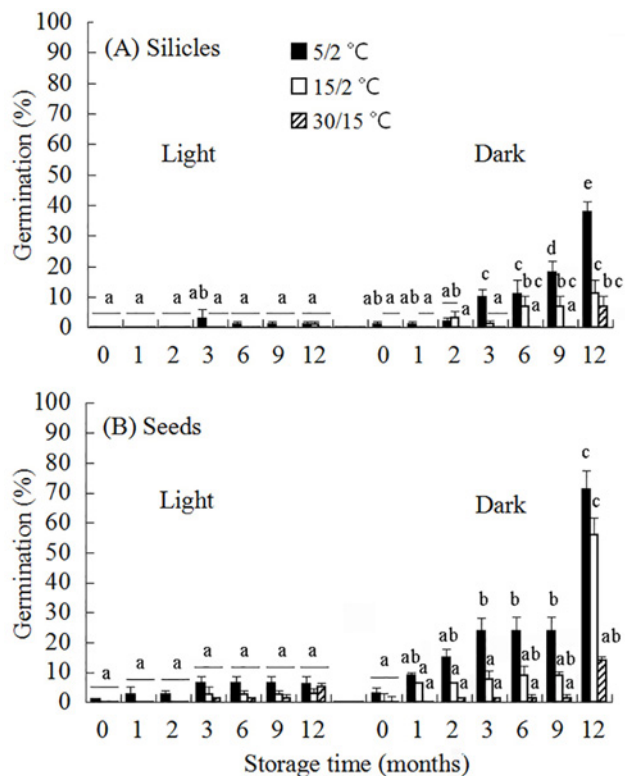 100
(A) Silicles
5/2 °C
90
80
15/2 °C
70
30/15 °C
60
Light
Dark
50
e
40
30
d
20
c
c
bc
bc
c
bc
10
a a a ab a a a
ab a ab a ab a a a a
0
0 1 2 3 6 9 12 0 1 2 3 6 9 12
Germination (%)
100
(B) Seeds
90
c
80
70
Light
Dark
c
60
50
40
b b b
30
ab
ab
20
ab
a a a a
a a a
a
a a a ab ab ab
10
a a a a a
0
0 1 2 3 6 9 12 0 1 2 3 6 9 12
Germination (%)
Storage time (months)